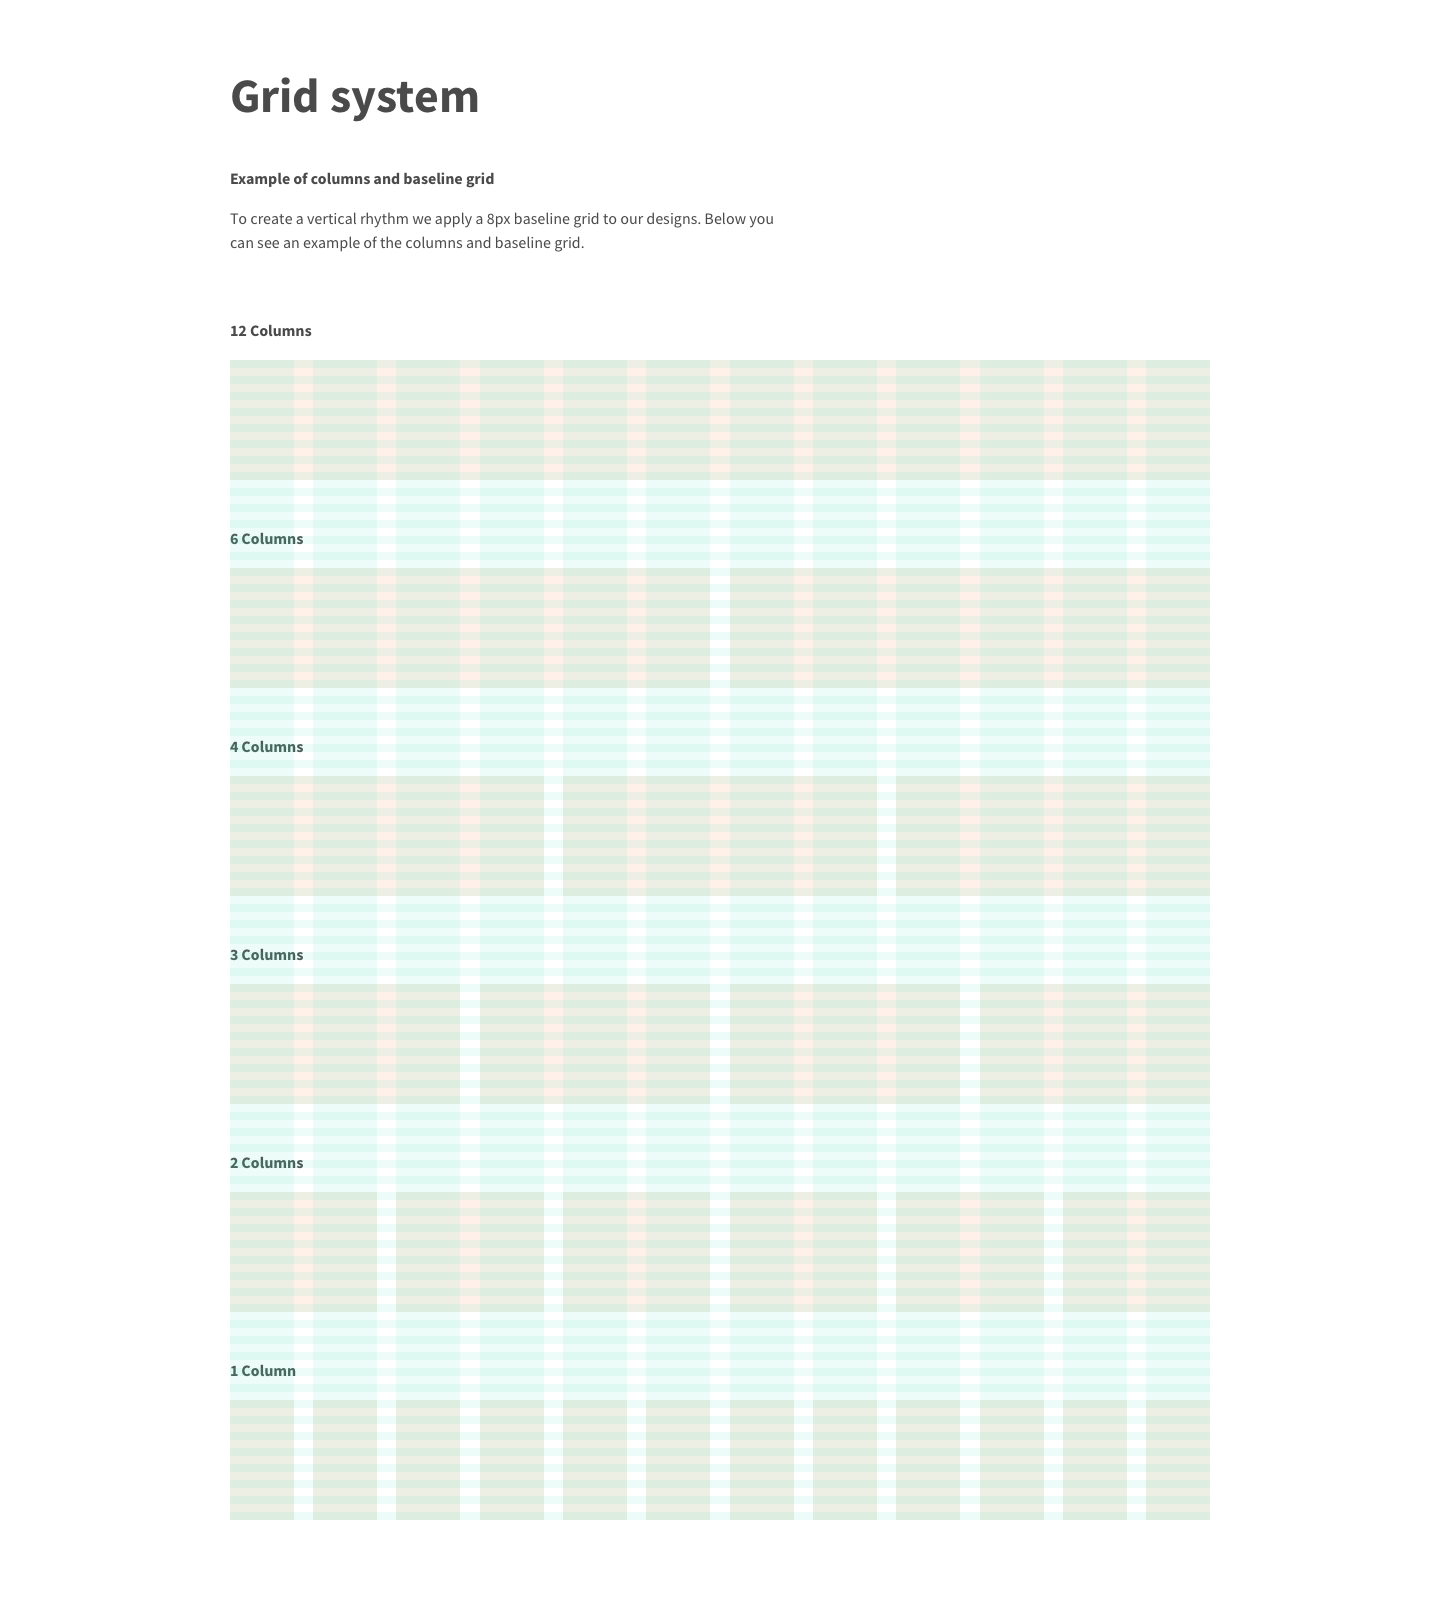 Grid system
Example of columns and baseline grid
To create a vertical rhythm we apply a 8px baseline grid to our designs. Below you
can see an example of the columns and baseline grid.
12 Columns
6 Columns
4 Columns
3 Columns
2 Columns
1 Column